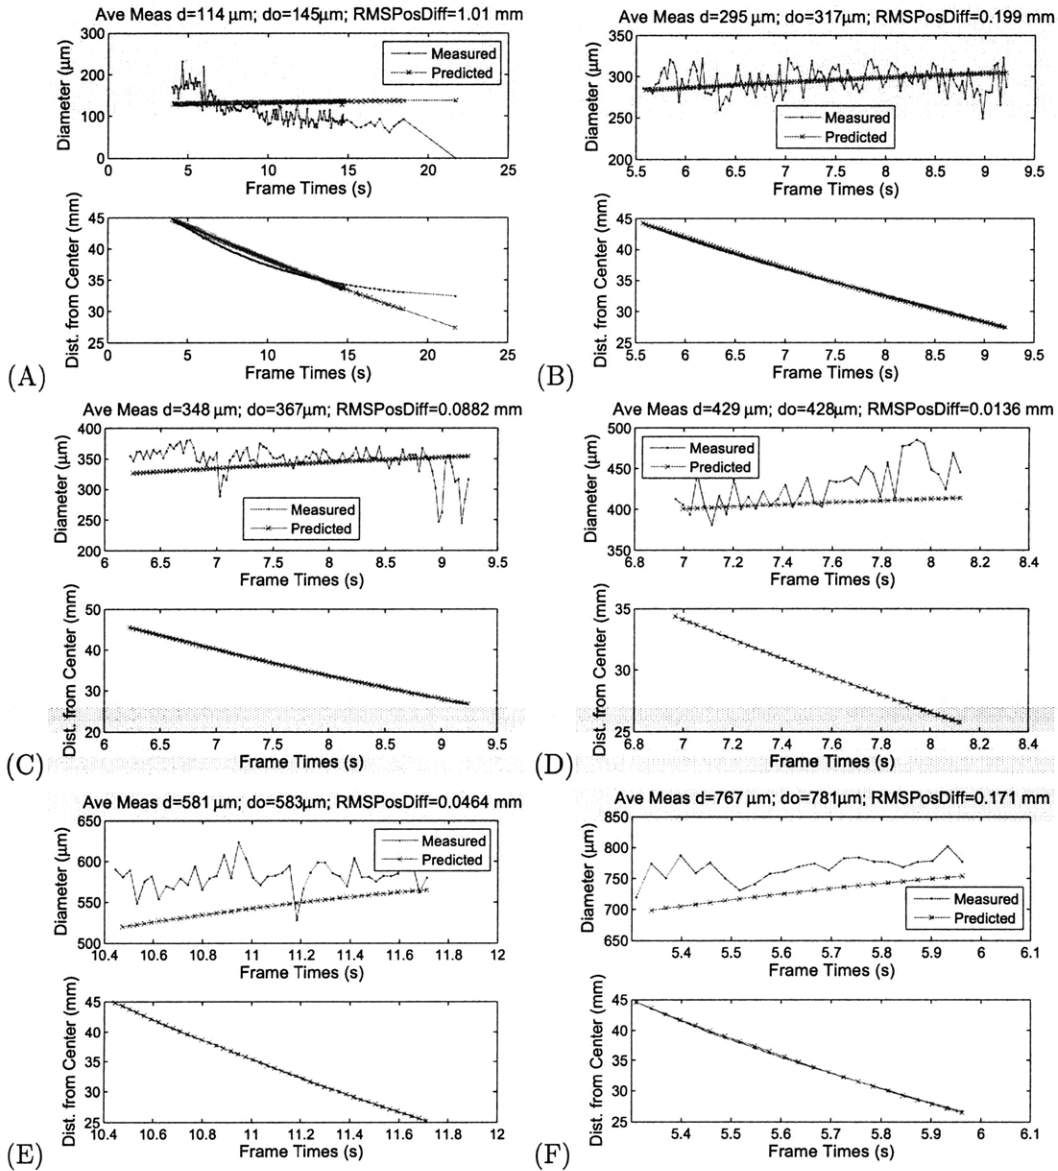 Ave Meas d=114 µm; do=145µm; RMSPosDiff=1.01 mm
Diameter (µm)
300
200
100
0
Measured
Predicted
0 5 10 15 20 25
Frame Times (s)
Dist. from Center (mm)
45
40
35
30
25
0 5 10 15 20 25
Frame Times (s)
(A)
Ave Meas d=295 µm; do=317µm; RMSPosDiff=0.199 mm
Diameter (µm)
350
300
250
200
Measured
Predicted
5.5 6 6.5 7 7.5 8 8.5 9 9.5
Frame Times (s)
Dist. from Center (mm)
45
40
35
30
25
5.5 6 6.5 7 7.5 8 8.5 9 9.5
Frame Times (s)
(B)
Ave Meas d=348 µm; do=367µm; RMSPosDiff=0.0882 mm
Diameter (µm)
400
350
300
250
200
Measured
Predicted
6 6.5 7 7.5 8 8.5 9 9.5
Frame Times (s)
Dist. from Center (mm)
50
40
30
20
6 6.5 7 7.5 8 8.5 9 9.5
Frame Times (s)
(C)
Ave Meas d=429 µm; do=428µm; RMSPosDiff=0.0136 mm
Diameter (µm)
500
450
400
350
Measured
Predicted
6.8 7 7.2 7.4 7.6 7.8 8 8.2 8.4
Frame Times (s)
Dist. from Center (mm)
35
30
25
6.8 7 7.2 7.4 7.6 7.8 8 8.2 8.4
Frame Times (s)
(D)
Ave Meas d=581 µm; do=583µm; RMSPosDiff=0.0464 mm
Diameter (µm)
650
600
550
500
Measured
Predicted
10.4 10.6 10.8 11 11.2 11.4 11.6 11.8 12
Frame Times (s)
Dist. from Center (mm)
45
40
35
30
25
10.4 10.6 10.8 11 11.2 11.4 11.6 11.8 12
Frame Times (s)
(E)
Ave Meas d=767 µm; do=781µm; RMSPosDiff=0.171 mm
Diameter (µm)
850
800
750
700
650
Measured
Predicted
5.4 5.5 5.6 5.7 5.8 5.9 6 6.1
Frame Times (s)
Dist. from Center (mm)
45
40
35
30
25
5.4 5.5 5.6 5.7 5.8 5.9 6 6.1
Frame Times (s)
(F)